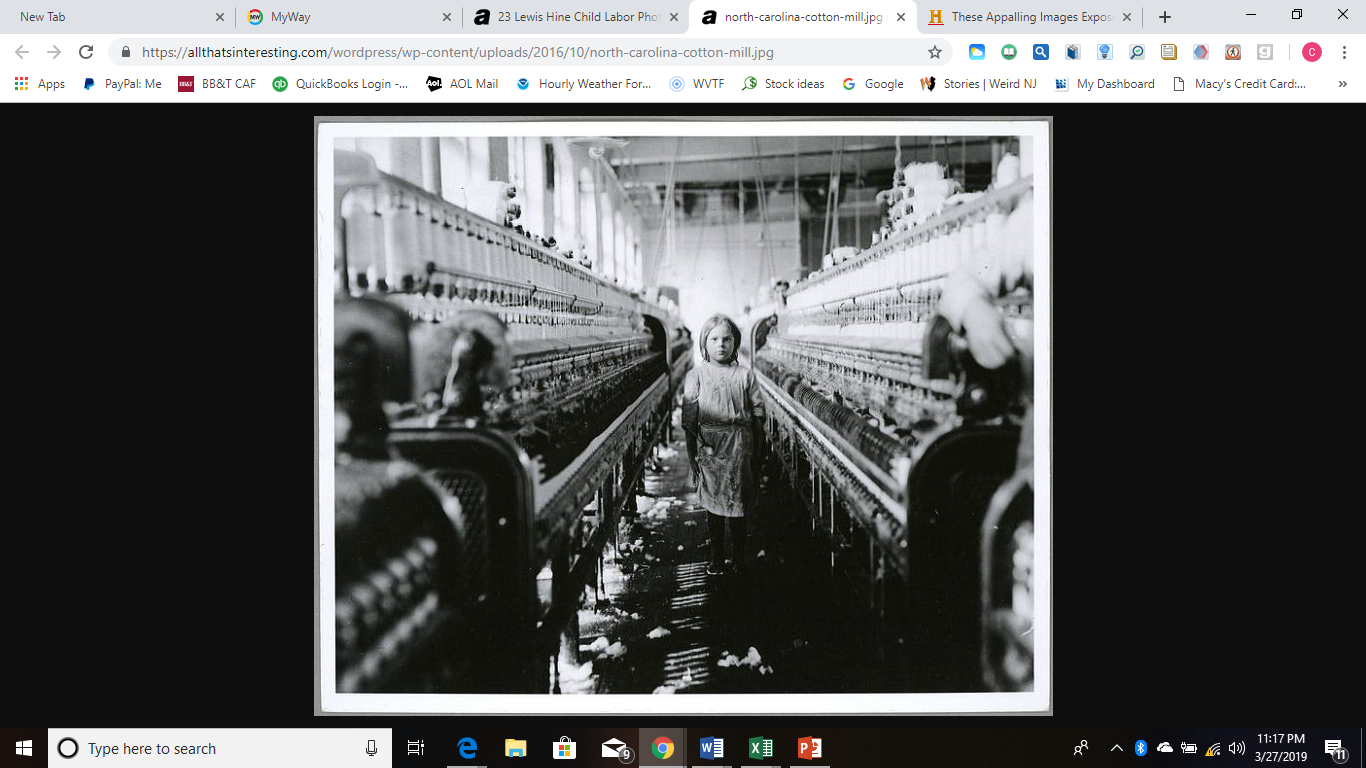 New Tab
MyWay
23 Lewis Hine Child Labor Phot
north-carolina-cotton-mill.jpg
These Appalling Images Expos
https://allthatsinteresting.com/wordpress/wp-content/uploads/2016/10/north-carolina-cotton-mill.jpg
C
Apps
PayPal: Me
BB&T CAF
QuickBooks Login -...
AOL Mail
Hourly Weather For...
WVTF
Stock ideas
Google
Stories | Weird NJ
My Dashboard
Macy's Credit Card:...
»
Type here to search
9
11:17 PM
3/27/2019
11